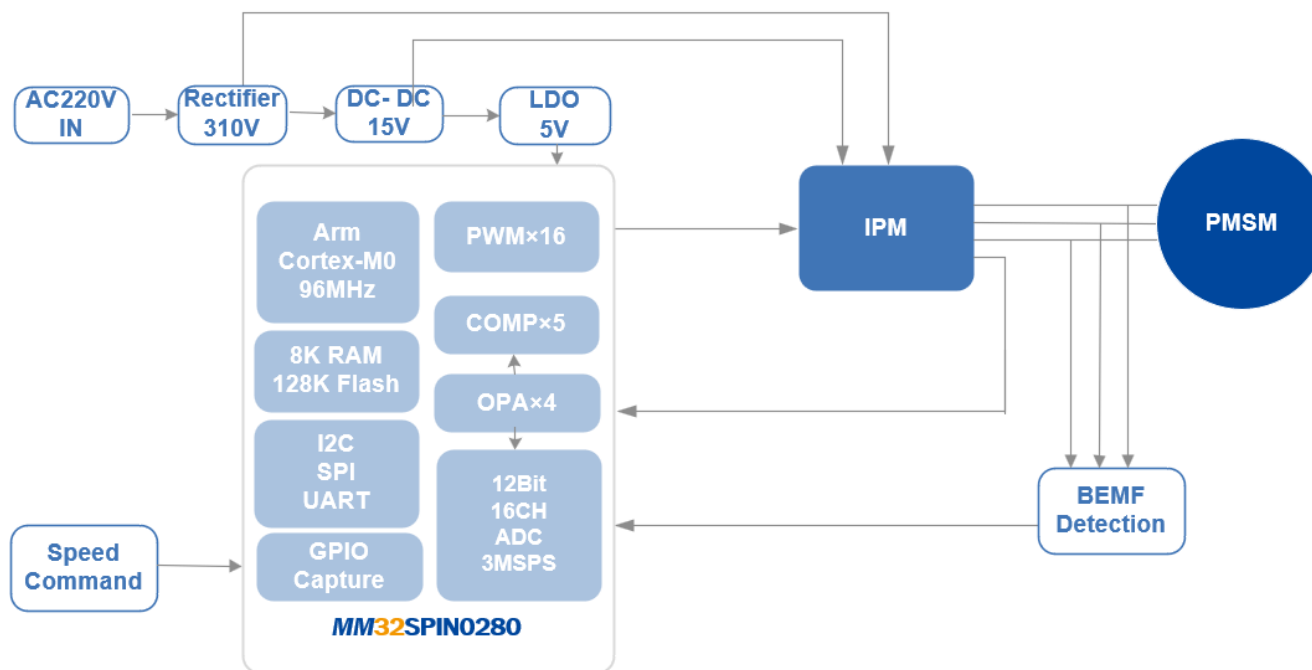 AC220V
IN
Rectifier
310V
DC- DC
15V
LDO
5V
Arm
Cortex-M0
96MHz
PWM×16
COMP×5
8K RAM
128K Flash
OPA×4
I2C
SPI
UART
12Bit
16CH
ADC
3MSPS
GPIO
Capture
MM32SPIN0280
Speed
Command
IPM
PMSM
BEMF
Detection